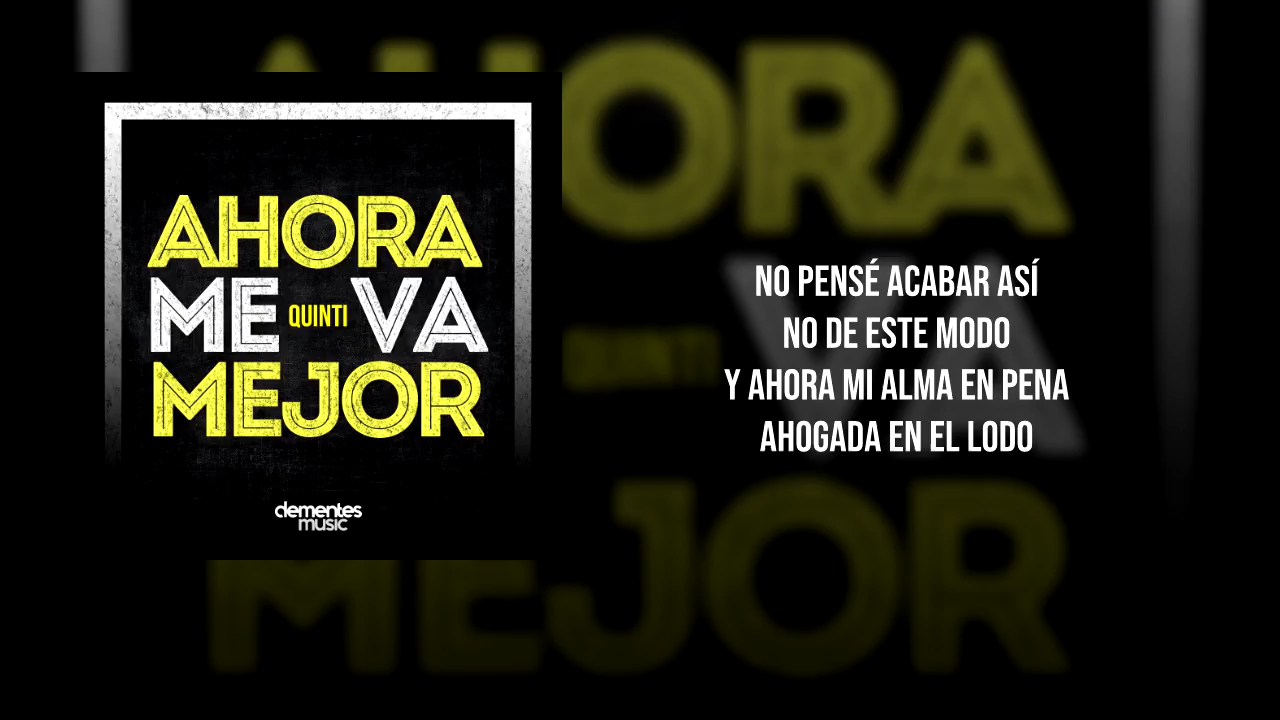 AHORA
ME QUINTI VA
MEJOR
dementes
music
NO PENSÉ ACABAR ASÍ
NO DE ESTE MODO
Y AHORA MI ALMA EN PENA
AHOGADA EN EL LODO